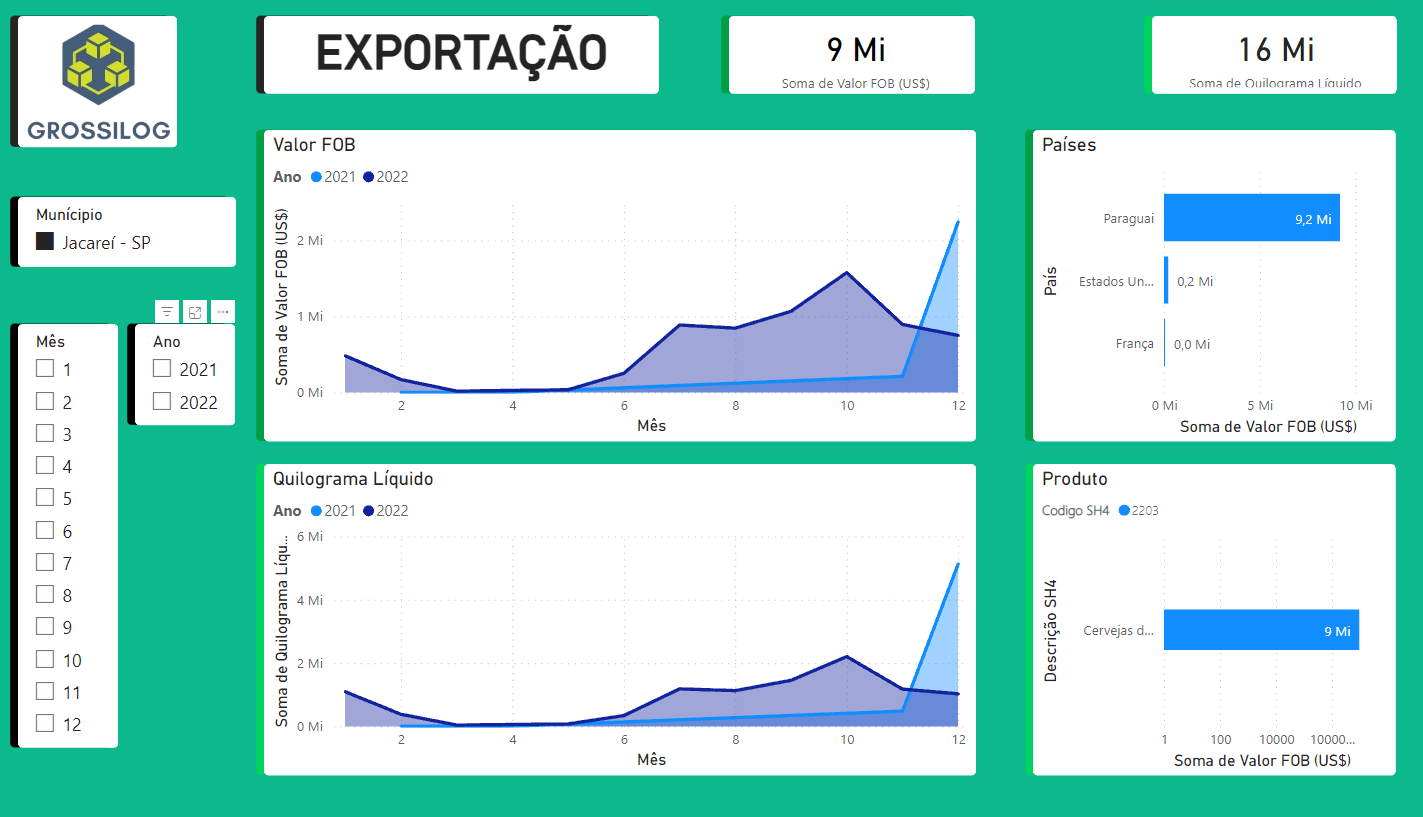 GROSSILOG
EXPORTAÇÃO
9 Mi
Soma de Valor FOB (US$)
16 Mi
Soma de Quilograma Líquido
Munícipio
Jacareí - SP
Mês
1
2
3
4
5
6
7
8
9
10
11
12
Ano
2021
2022
Valor FOB
Ano 2021 2022
Soma de Valor FOB (US$)
2 Mi
1 Mi
0 Mi
2 4 6 8 10 12
Mês
Países
País
Paraguai 9,2 Mi
Estados Un... 0,2 Mi
França 0,0 Mi
0 Mi 5 Mi 10 Mi
Soma de Valor FOB (US$)
Quilograma Líquido
Ano 2021 2022
Soma de Quilograma Líqu...
6 Mi
4 Mi
2 Mi
0 Mi
2 4 6 8 10 12
Mês
Produto
Codigo SH4 2203
Descrição SH4
Cervejas d... 9 Mi
1 100 10000 10000...
Soma de Valor FOB (US$)